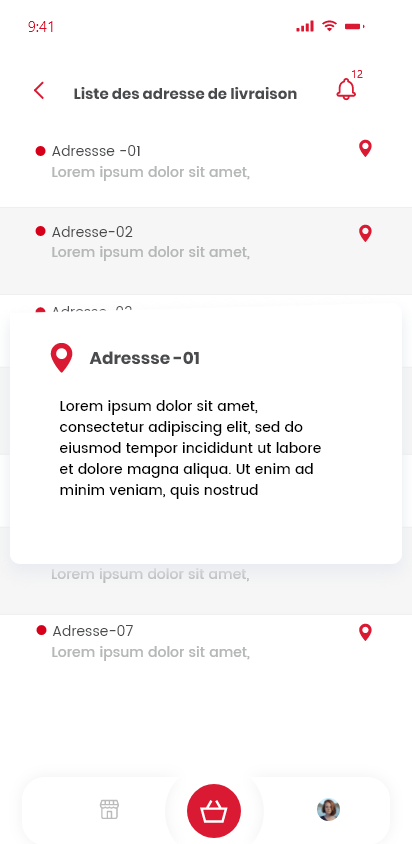 9:41
12
Liste des adresse de livraison
Adressse -01
Lorem ipsum dolor sit amet,
Adresse-02
Lorem ipsum dolor sit amet,
Adressse -01
Lorem ipsum dolor sit amet,
consectetur adipiscing elit, sed do
eiusmod tempor incididunt ut labore
et dolore magna aliqua. Ut enim ad
minim veniam, quis nostrud
Lorem ipsum dolor sit amet,
Adresse-07
Lorem ipsum dolor sit amet,